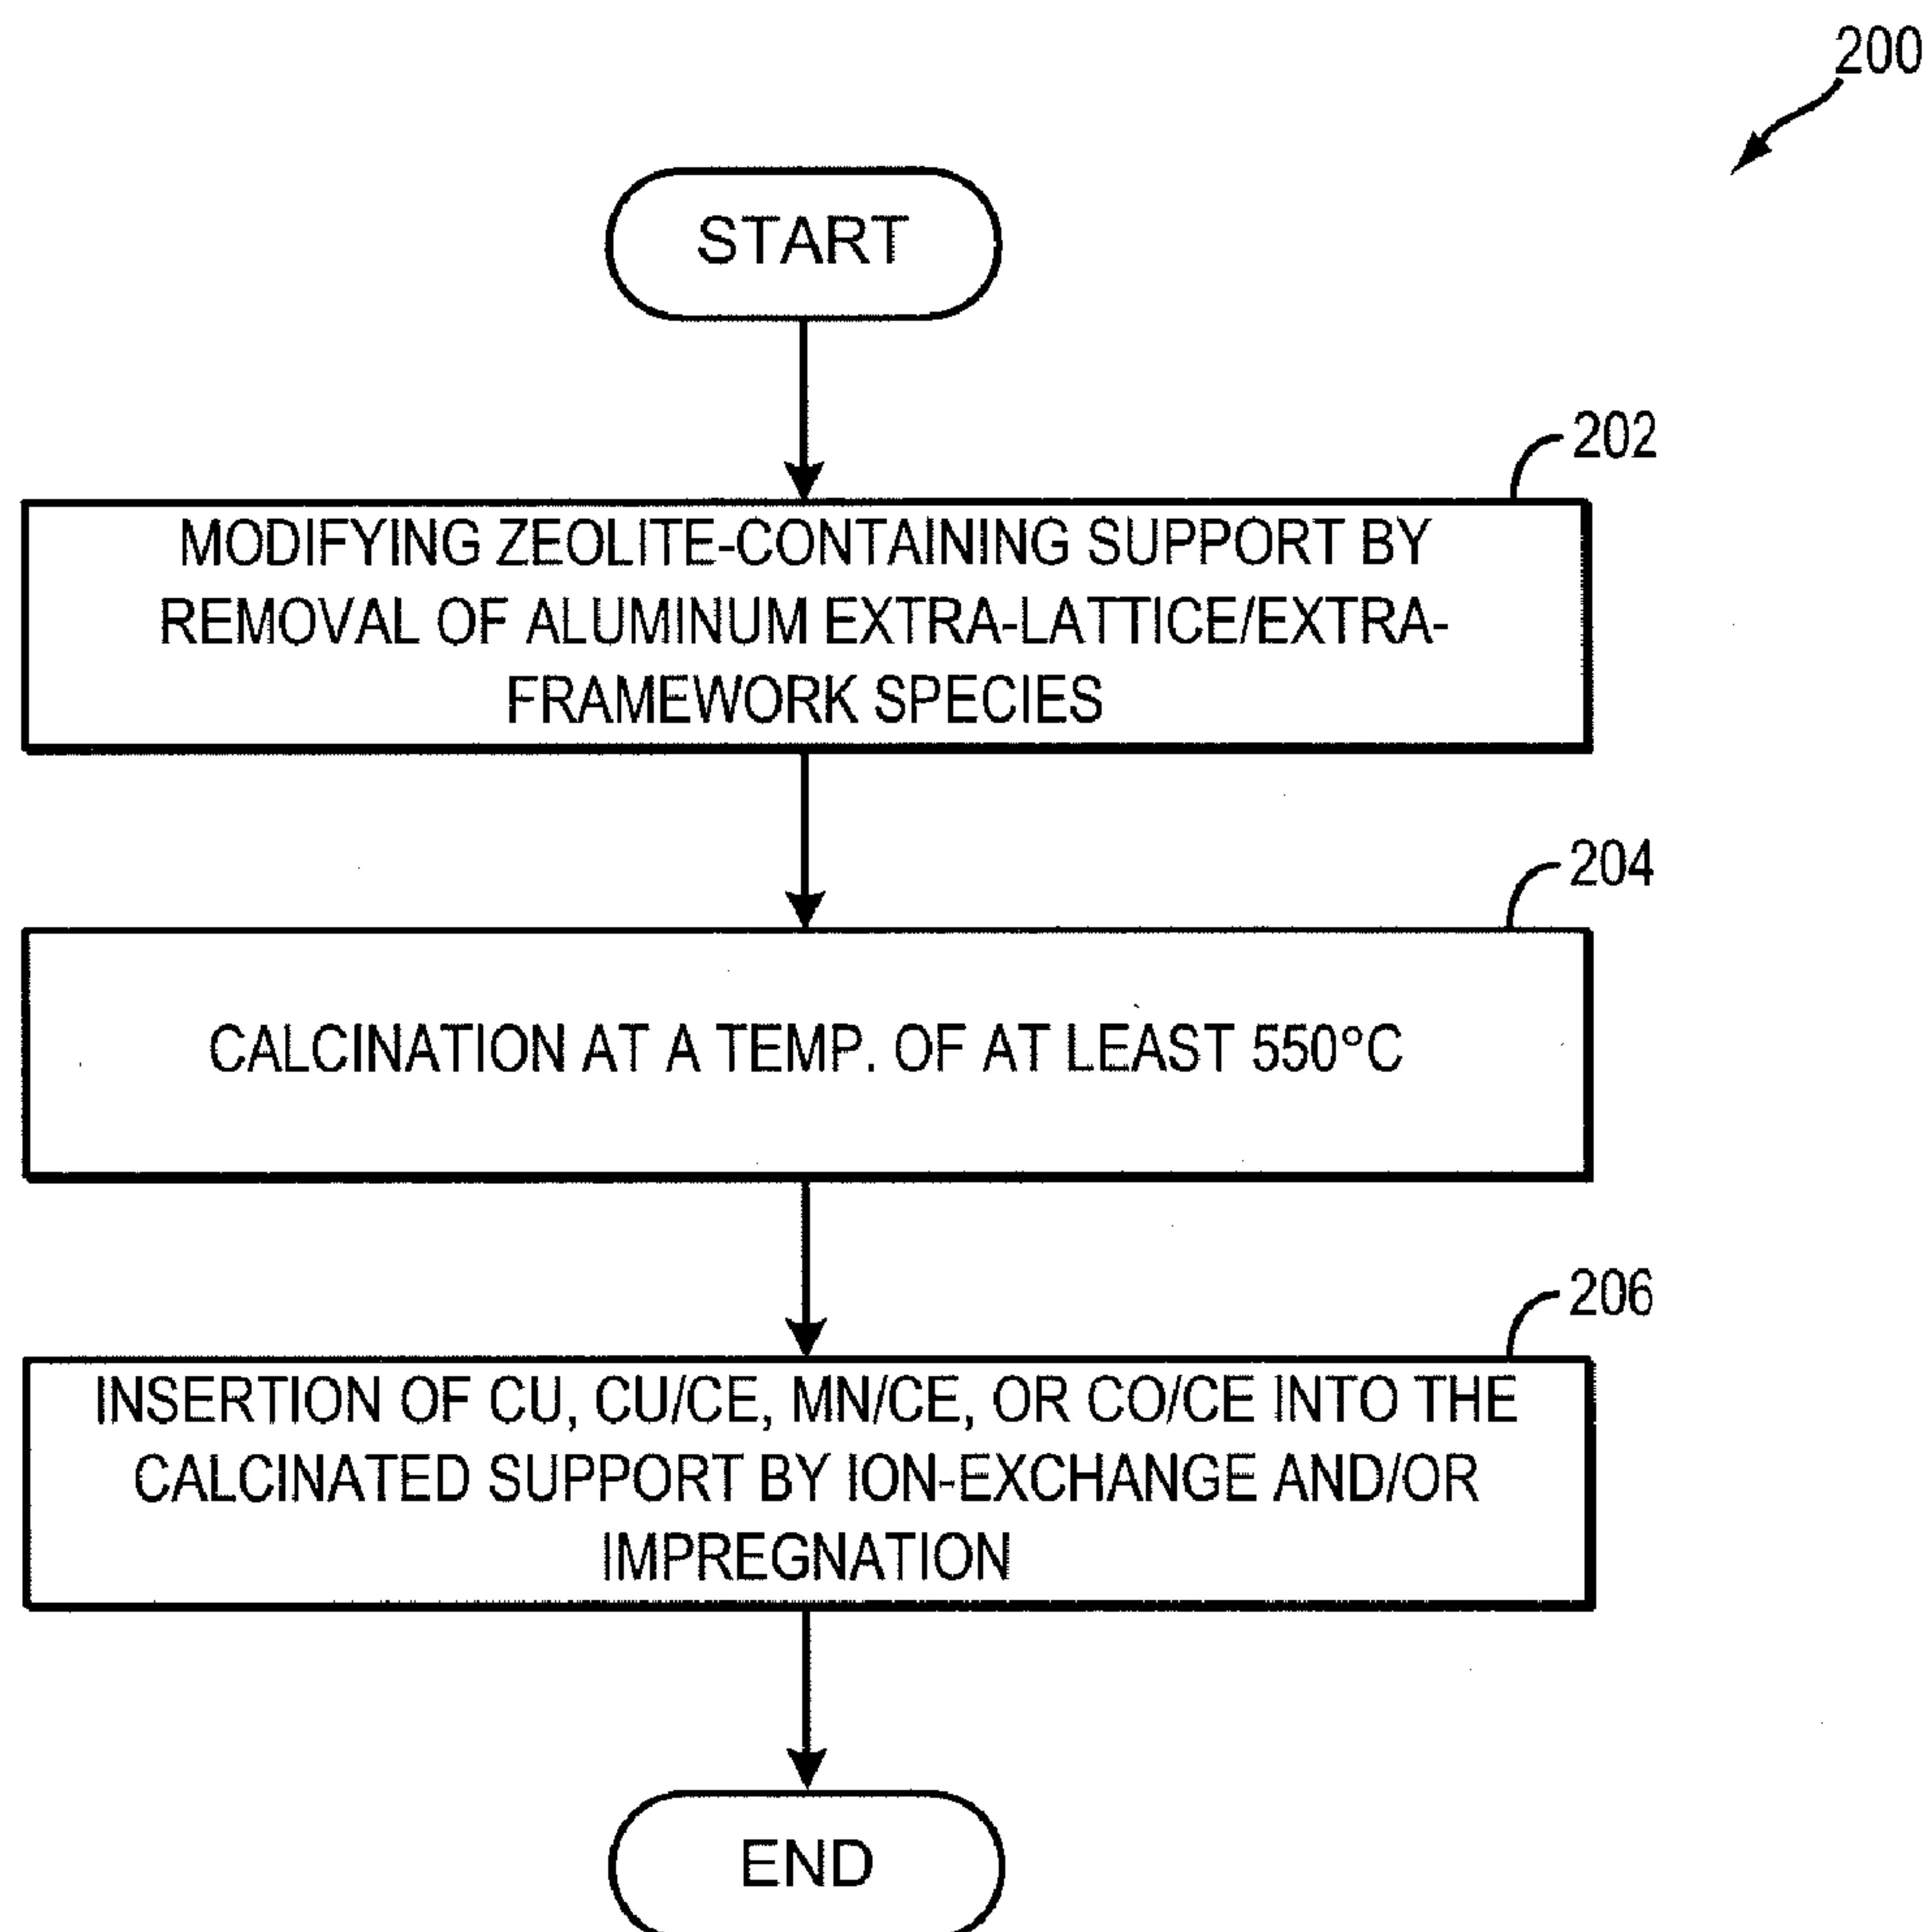 200
START
202
MODIFYING ZEOLITE-CONTAINING SUPPORT BY
REMOVAL OF ALUMINUM EXTRA-LATTICE/EXTRA-
FRAMEWORK SPECIES
204
CALCINATION AT A TEMP. OF AT LEAST 550°C
206
INSERTION OF CU, CU/CE, MN/CE, OR CO/CE INTO THE
CALCINATED SUPPORT BY ION-EXCHANGE AND/OR
IMPREGNATION
END